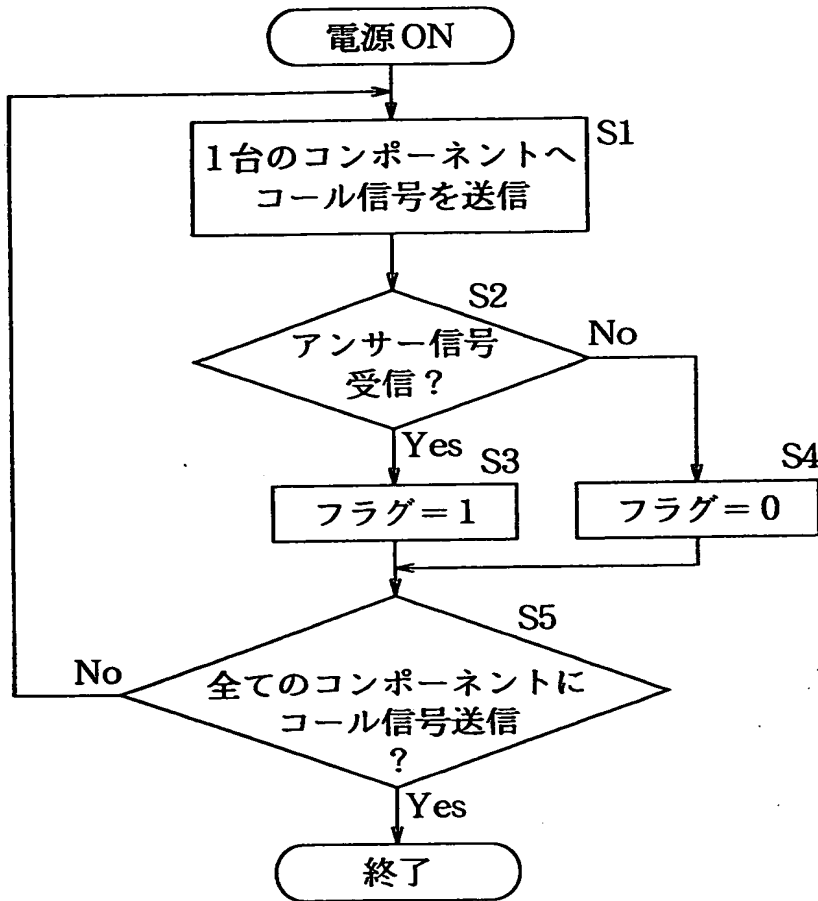 電源ON
1台のコンポーネントへ
コール信号を送信
S1
S2
アンサー信号
受信?
No
Yes
S3
フラグ=1
S4
フラグ=0
S5
No
全てのコンポーネントに
コール信号送信
?
Yes
終了